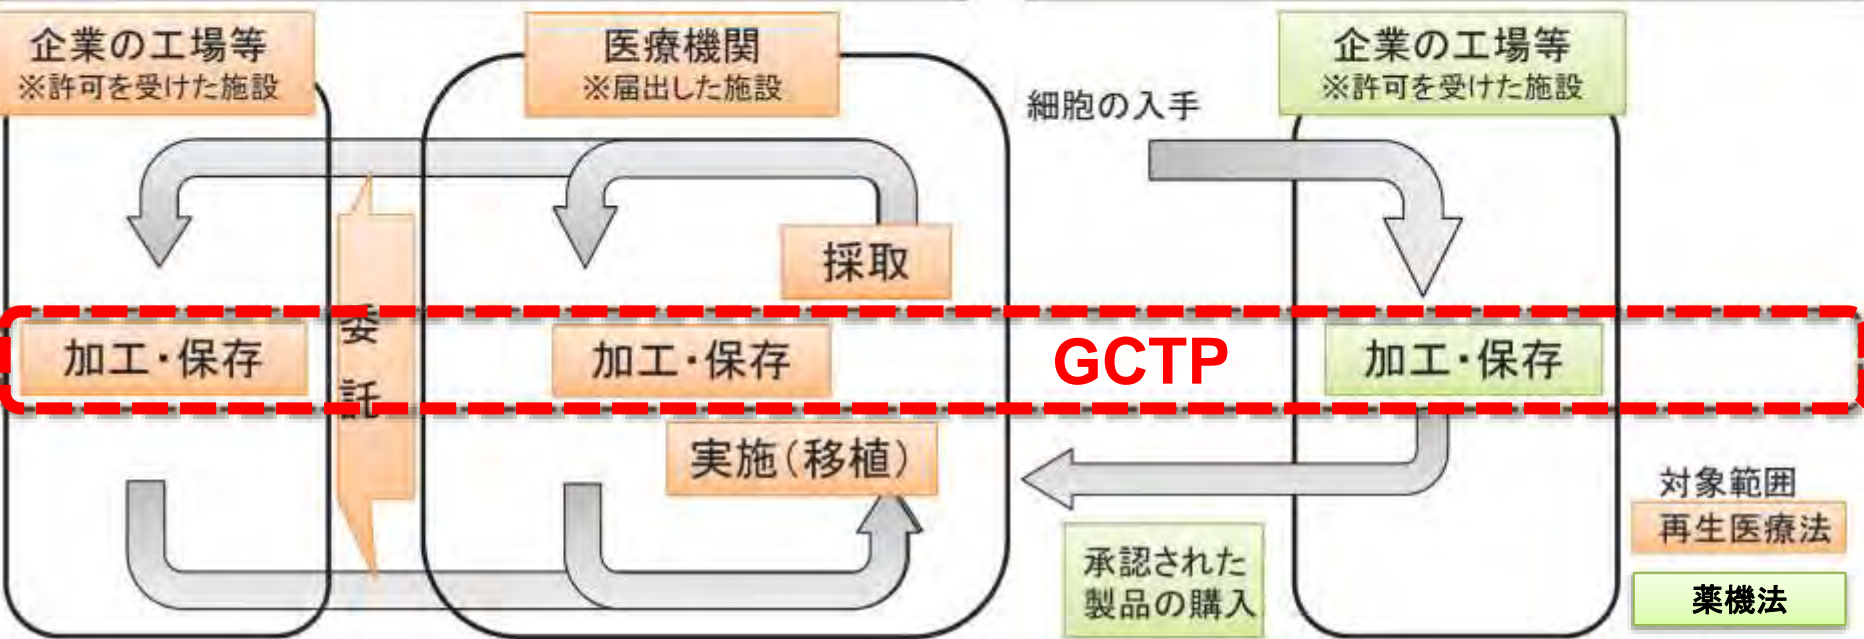 企業の工場等
※許可を受けた施設
医療機関
※届出した施設
細胞の入手
企業の工場等
※許可を受けた施設
採取
委
託
加工・保存
加工・保存
GCTP
加工・保存
実施(移植)
承認された
製品の購入
対象範囲
再生医療法
薬機法